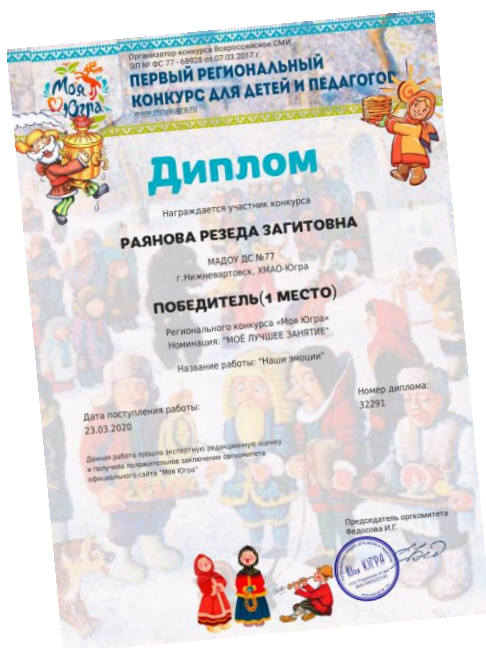 Моя
Югра
Организатор конкурса Всероссийское СМИ
ЭЛ № ФС 77 - 68928 от 07.03.2017 г.
ПЕРВЫЙ РЕГИОНАЛЬНЫЙ
КОНКУРС ДЛЯ ДЕТЕЙ И ПЕДАГОГОВ
www.moyaugra.ru
Диплом
Награждается участник конкурса
РАЯНОВА РЕЗЕДА ЗАГИТОВНА
МАДОУ ДС №77
г.Нижневартовск, ХМАО-Югра
ПОБЕДИТЕЛЬ(1 МЕСТО)
Регионального конкурса «Моя Югра»
Номинация: "МОЁ ЛУЧШЕЕ ЗАНЯТИЕ"
Название работы: "Наши эмоции"
Дата поступления работы:
23.03.2020
Номер диплома:
32291
Данная работа прошла экспертную редакционную оценку
и получила положительное заключение оргкомитета
официального сайта "Моя Югра"
Председатель оргкомитета
Федосова И.Г.
Моя ЮГРА